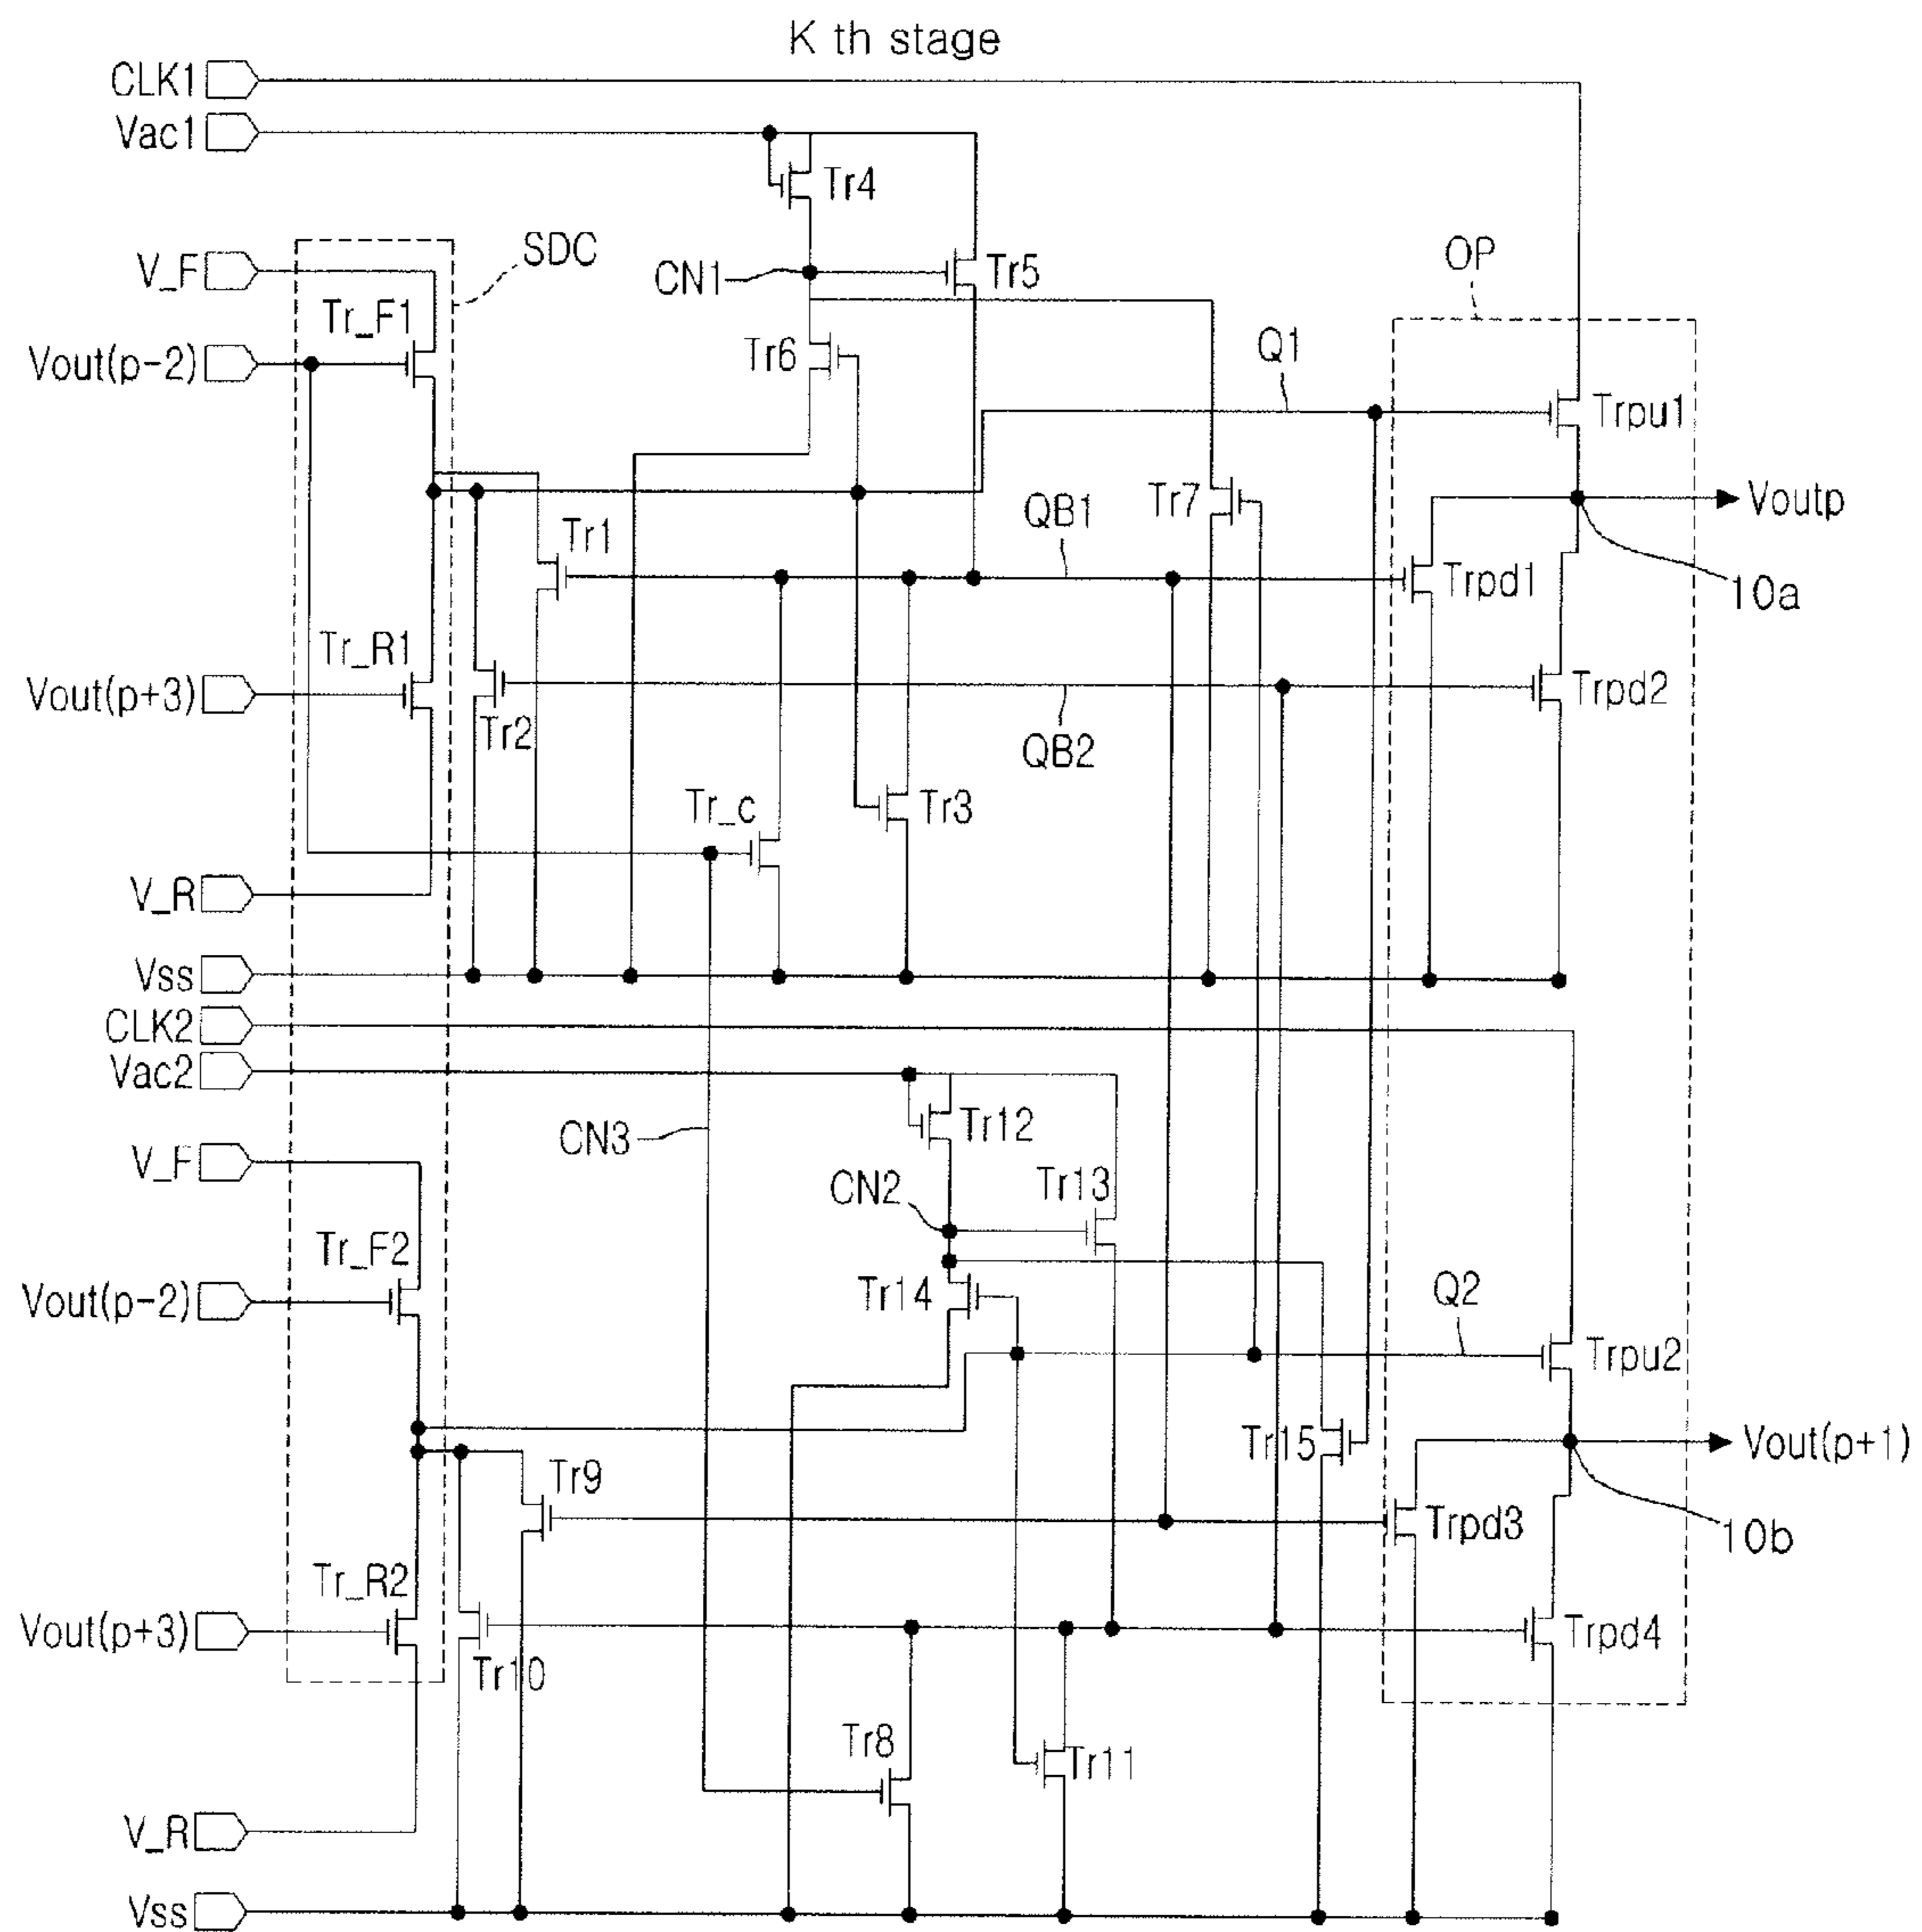 K th stage
CLK1
Vac1
Tr4
V_F
SDC
OP
CN1
Tr5
Tr_F1
Vout(p-2)
Tr6
Q1
Trpu1
Tr7
Voutp
QB1
Tr1
Trpd1
10a
Tr_R1
Vout(p+3)
Trpd2
Tr2
QB2
Tr_c
Tr3
V_R
Vss
CLK2
Vac2
Tr12
CN3
V_F
Tr13
CN2
Tr_F2
Vout(p-2)
Tr14
Q2
Trpu2
Tr15
Vout(p+1)
Tr9
Trpd3
10b
Tr_R2
Vout(p+3)
Trpd4
Tr10
Tr8
Tr11
V_R
Vss